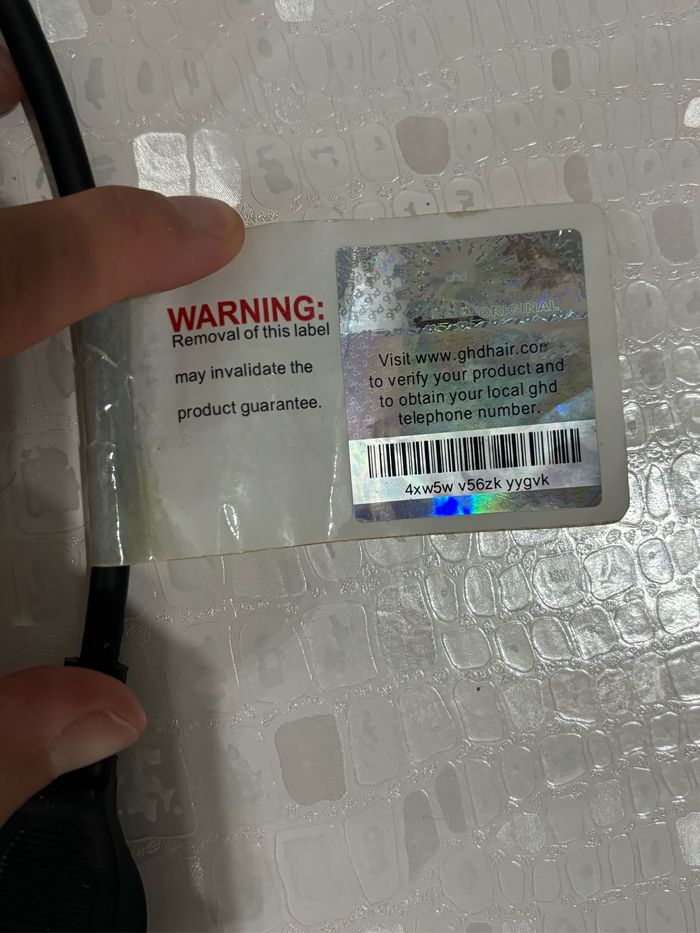 WARNING:
Removal of this label
may invalidate the
product guarantee.
ghd
ORIGINAL
Visit www.ghdhair.com
to verify your product and
to obtain your local ghd
telephone number.
4xw5w v56zk yygvk